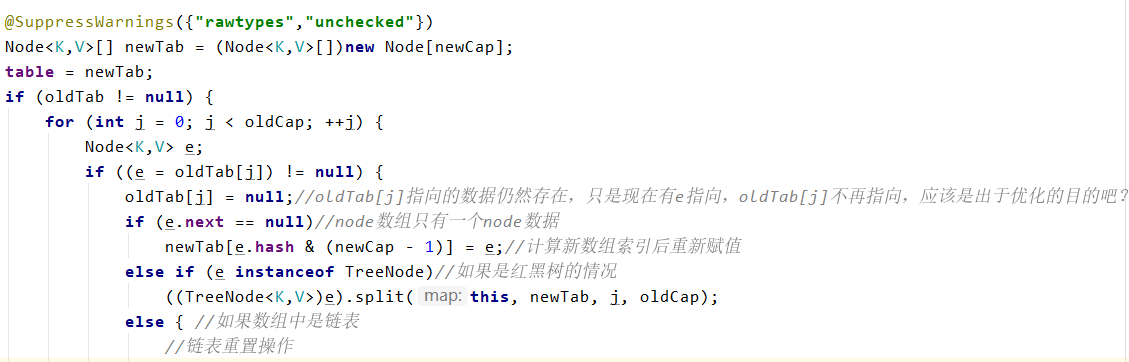 @SuppressWarnings({"rawtypes","unchecked"})
Node<K,V>[] newTab = (Node<K,V>[])new Node[newCap];
table = newTab;
if (oldTab != null) {
for (int j = 0; j < oldCap; ++j) {
Node<K,V> e;
if ((e = oldTab[j]) != null) {
oldTab[j] = null;//oldTab[j]指向的数据仍然存在，只是现在有e指向，oldTab[j]不再指向，应该是出于优化的目的吧？
if (e.next == null)//node数组只有一个node数据
newTab[e.hash & (newCap - 1)] = e;//计算新数组索引后重新赋值
else if (e instanceof TreeNode)//如果是红黑树的情况
((TreeNode<K,V>)e).split( map: this, newTab, j, oldCap);
else { //如果数组中是链表
//链表重置操作